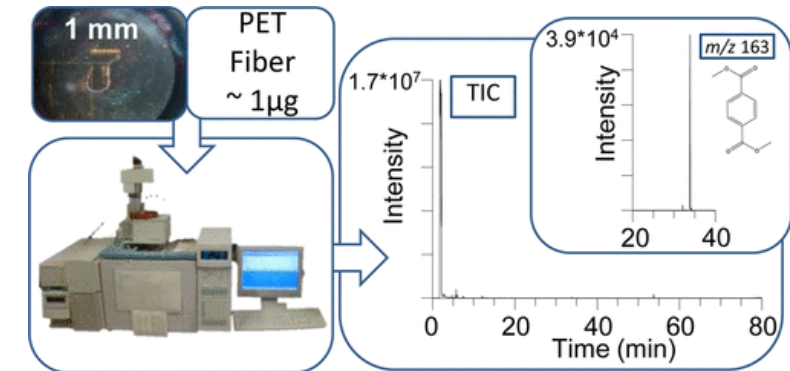 1 mm
PET
Fiber
~ 1µg
1.7*10⁷
TIC
Intensity
0 20 40 60 80
Time (min)
3.9*10⁴
m/z 163
Intensity
20 40